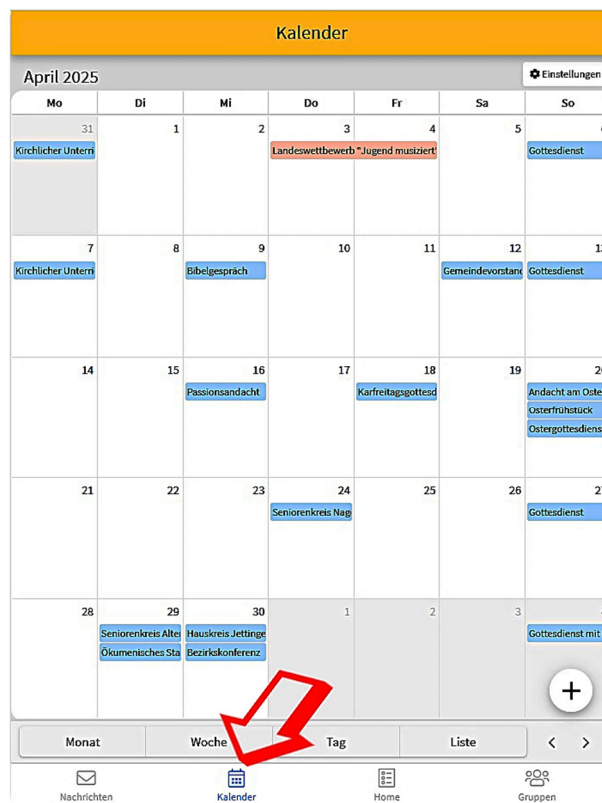 Kalender
April 2025
Einstellungen
Mo Di Mi Do Fr Sa So
31 1 2 3 4 5
Kirchlicher Unterri Landeswettbewerb "Jugend musiziert" Gottesdienst
7 8 9 10 11 12
Kirchlicher Unterri Bibelgespräch Gemeindevorstand Gottesdienst
14 15 16 17 18 19
Passionsandacht Karfreitagsgottesd Andacht am Oste
Osterfrühstück
Ostergottesdiens
21 22 23 24 25 26
Seniorenkreis Nag Gottesdienst
28 29 30 1 2 3
Seniorenkreis Alte Hauskreis Jettinge Gottesdienst mit
Ökumenisches Sta Bezirkskonferenz
+
Monat Woche Tag Liste < >
Nachrichten Kalender Home Gruppen